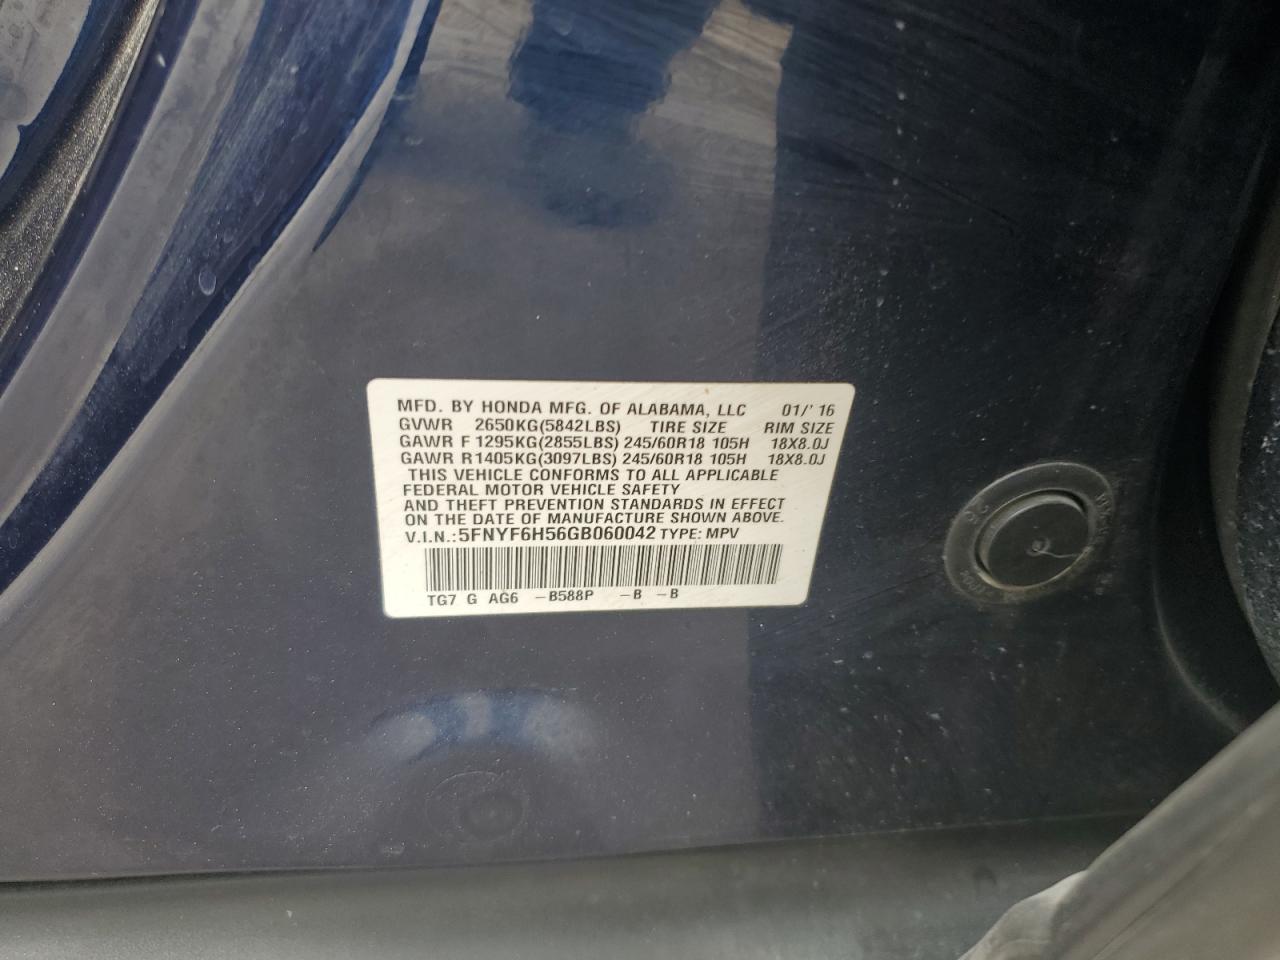 MFD. BY HONDA MFG. OF ALABAMA, LLC 01/' 16
GVWR 2650KG(5842LBS) TIRE SIZE RIM SIZE
GAWR F 1295KG(2855LBS) 245/60R18 105H 18X8.0J
GAWR R1405KG(3097LBS) 245/60R18 105H 18X8.0J
THIS VEHICLE CONFORMS TO ALL APPLICABLE
FEDERAL MOTOR VEHICLE SAFETY
AND THEFT PREVENTION STANDARDS IN EFFECT
ON THE DATE OF MANUFACTURE SHOWN ABOVE.
V.I.N.:5FNYF6H56GB060042 TYPE: MPV
TG7 G AG6 -B588P -B -B